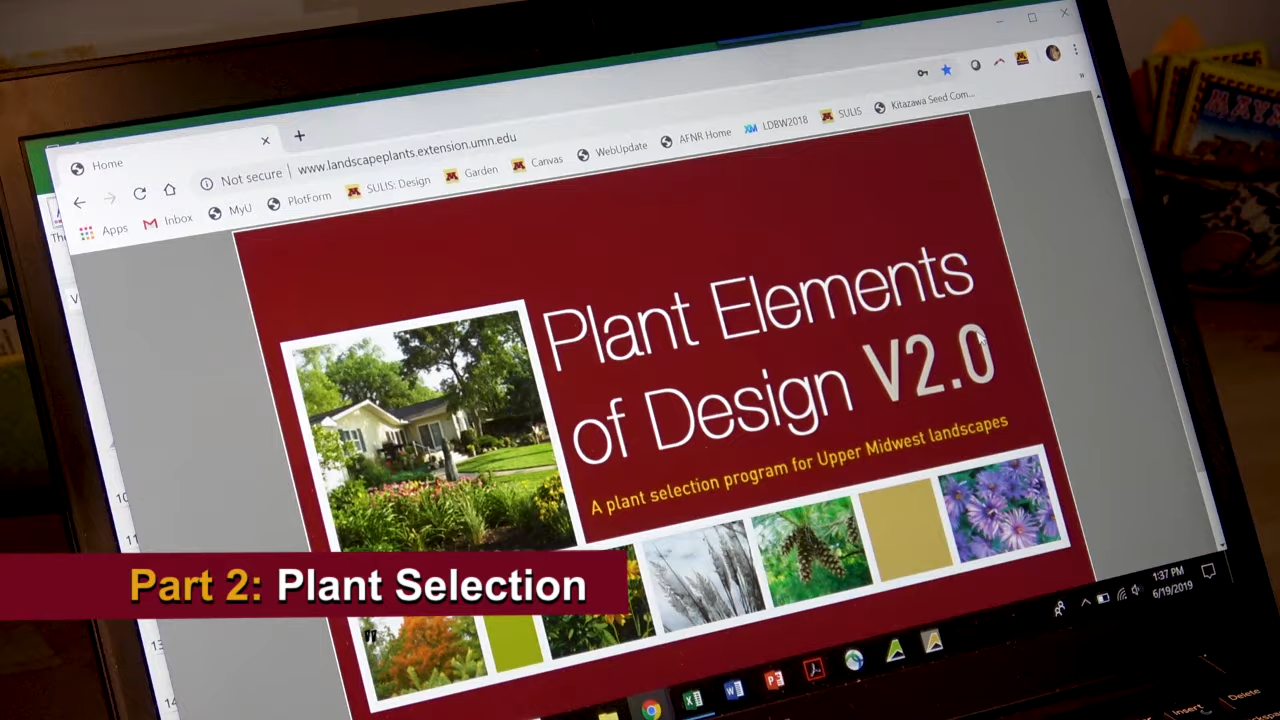 Home
Not secure
www.landscapeplants.extension.umn.edu
Apps
Inbox
MyU
PlotForm
SULIS: Design
Garden
Canvas
WebUpdate
AFNR Home
LDBW2018
SULIS
Kitazawa Seed Com...
Plant Elements
of Design V2.0
A plant selection program for Upper Midwest landscapes
Part 2: Plant Selection
1:37 PM
6/19/2019
Insert
Delete